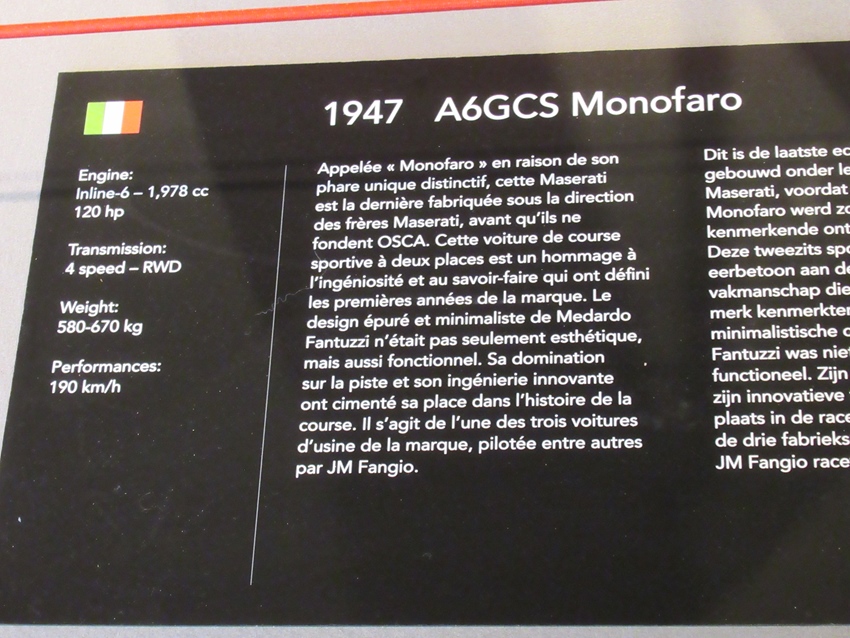 1947 A6GCS Monofaro
Engine:
Inline-6 – 1,978 cc
120 hp
Transmission:
4 speed – RWD
Weight:
580-670 kg
Performances:
190 km/h
Appelée « Monofaro » en raison de son
phare unique distinctif, cette Maserati
est la dernière fabriquée sous la direction
des frères Maserati, avant qu'ils ne
fondent OSCA. Cette voiture de course
sportive à deux places est un hommage à
l'ingéniosité et au savoir-faire qui ont défini
les premières années de la marque. Le
design épuré et minimaliste de Medardo
Fantuzzi n'était pas seulement esthétique,
mais aussi fonctionnel. Sa domination
sur la piste et son ingénierie innovante
ont cimenté sa place dans l'histoire de la
course. Il s'agit de l'une des trois voitures
d'usine de la marque, pilotée entre autres
par JM Fangio.
Dit is de laatste
gebouwd onder
Maserati, voordat
Monofaro werd
kenmerkende
Deze tweezits
eerbetoon aan
vakmanschap die
merk kenmerkten
minimalistische
Fantuzzi was
functioneel. Zijn
zijn innovatieve
plaats in de
de drie
JM Fangio